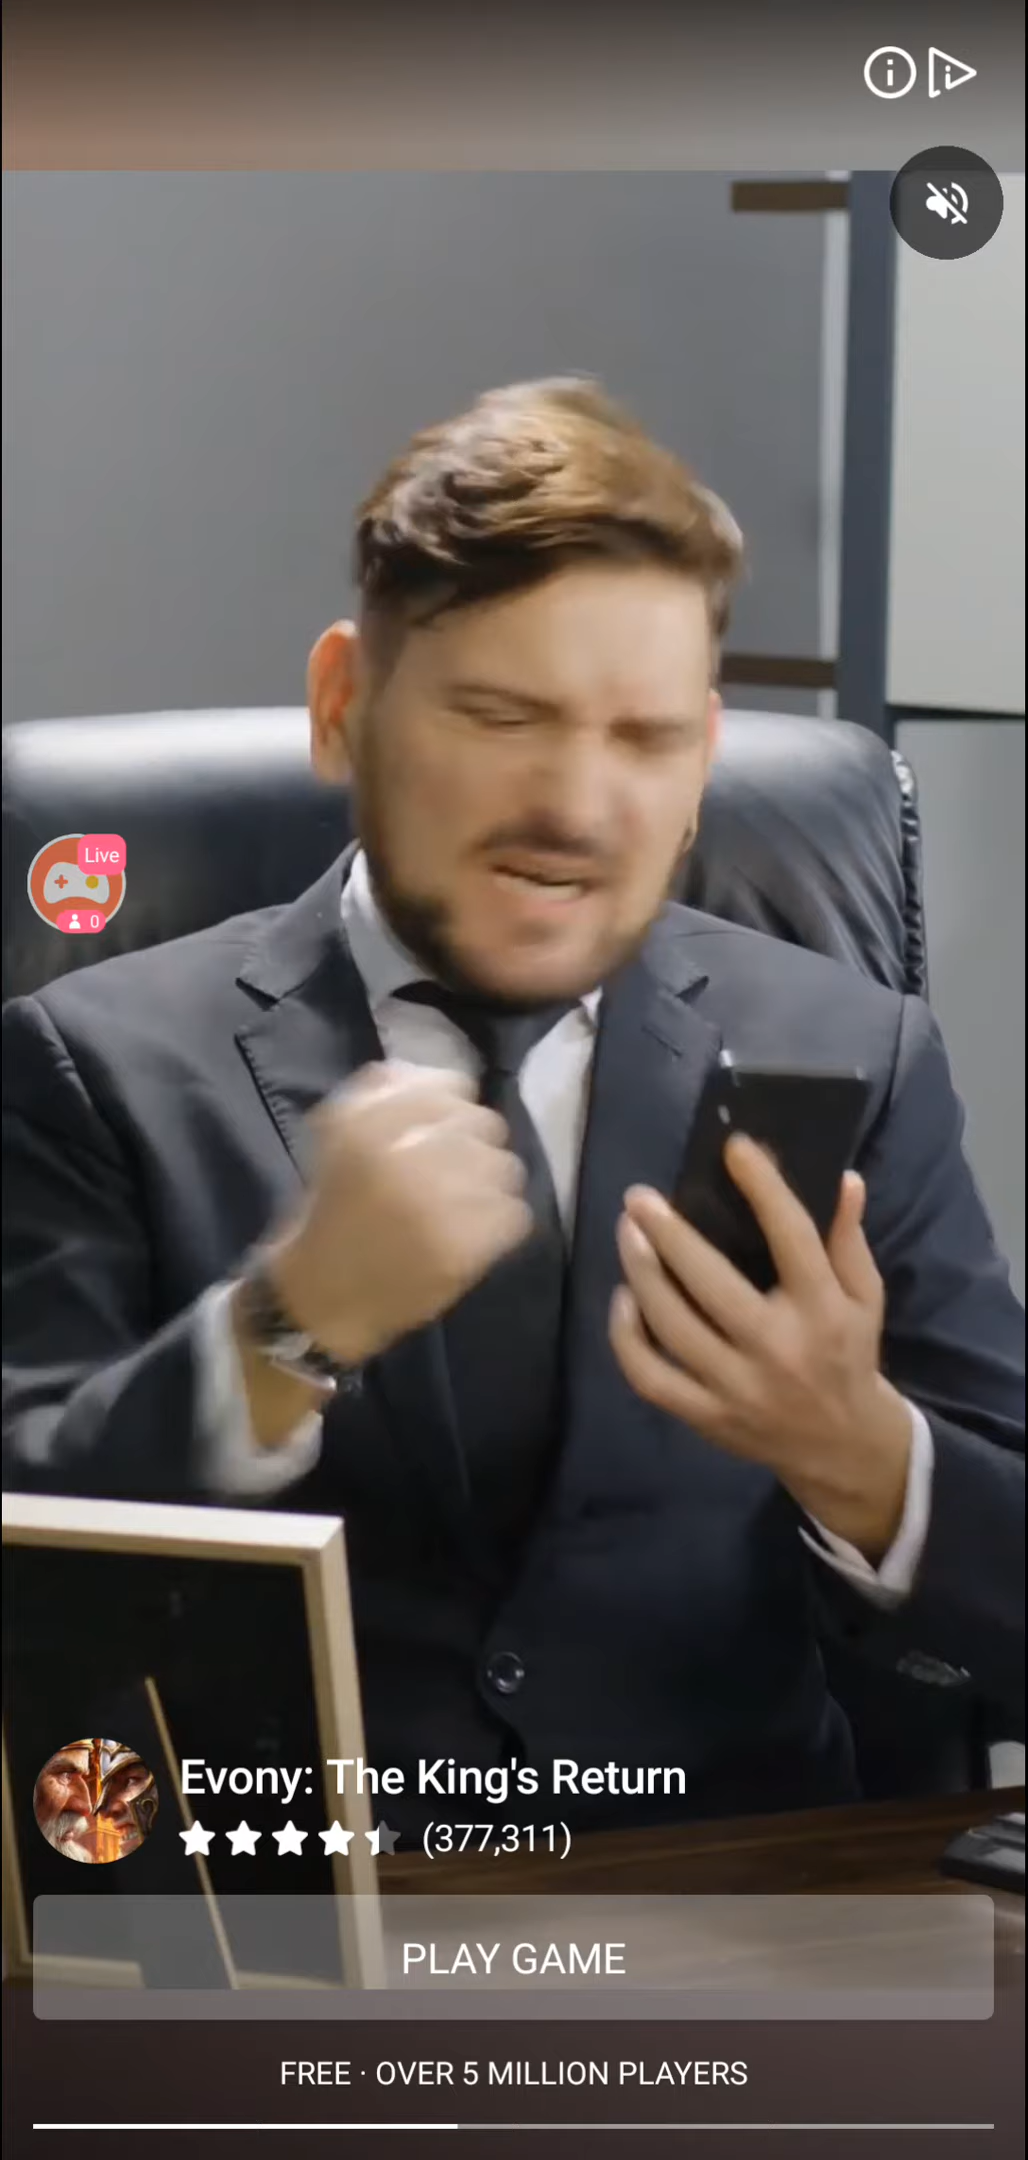 Live
0
Evony: The King's Return
(377,311)
PLAY GAME
FREE · OVER 5 MILLION PLAYERS